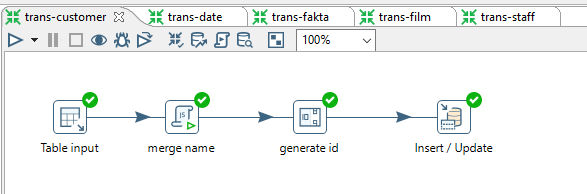 trans-customer trans-date trans-fakta trans-film trans-staff
100%
Table input merge name generate id Insert / Update